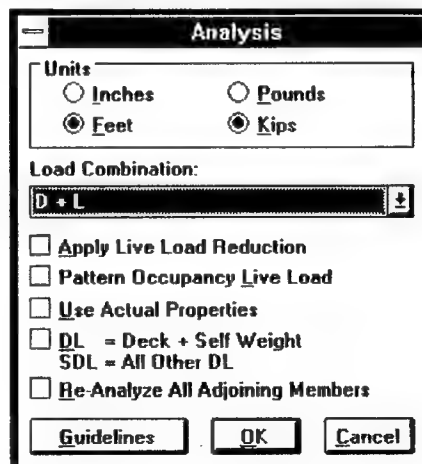 Analysis
Units
Inches Pounds
Feet Kips
Load Combination:
D + L
Apply Live Load Reduction
Pattern Occupancy Live Load
Use Actual Properties
DL = Deck + Self Weight
SDL = All Other DL
Re-Analyze All Adjoining Members
Guidelines OK Cancel